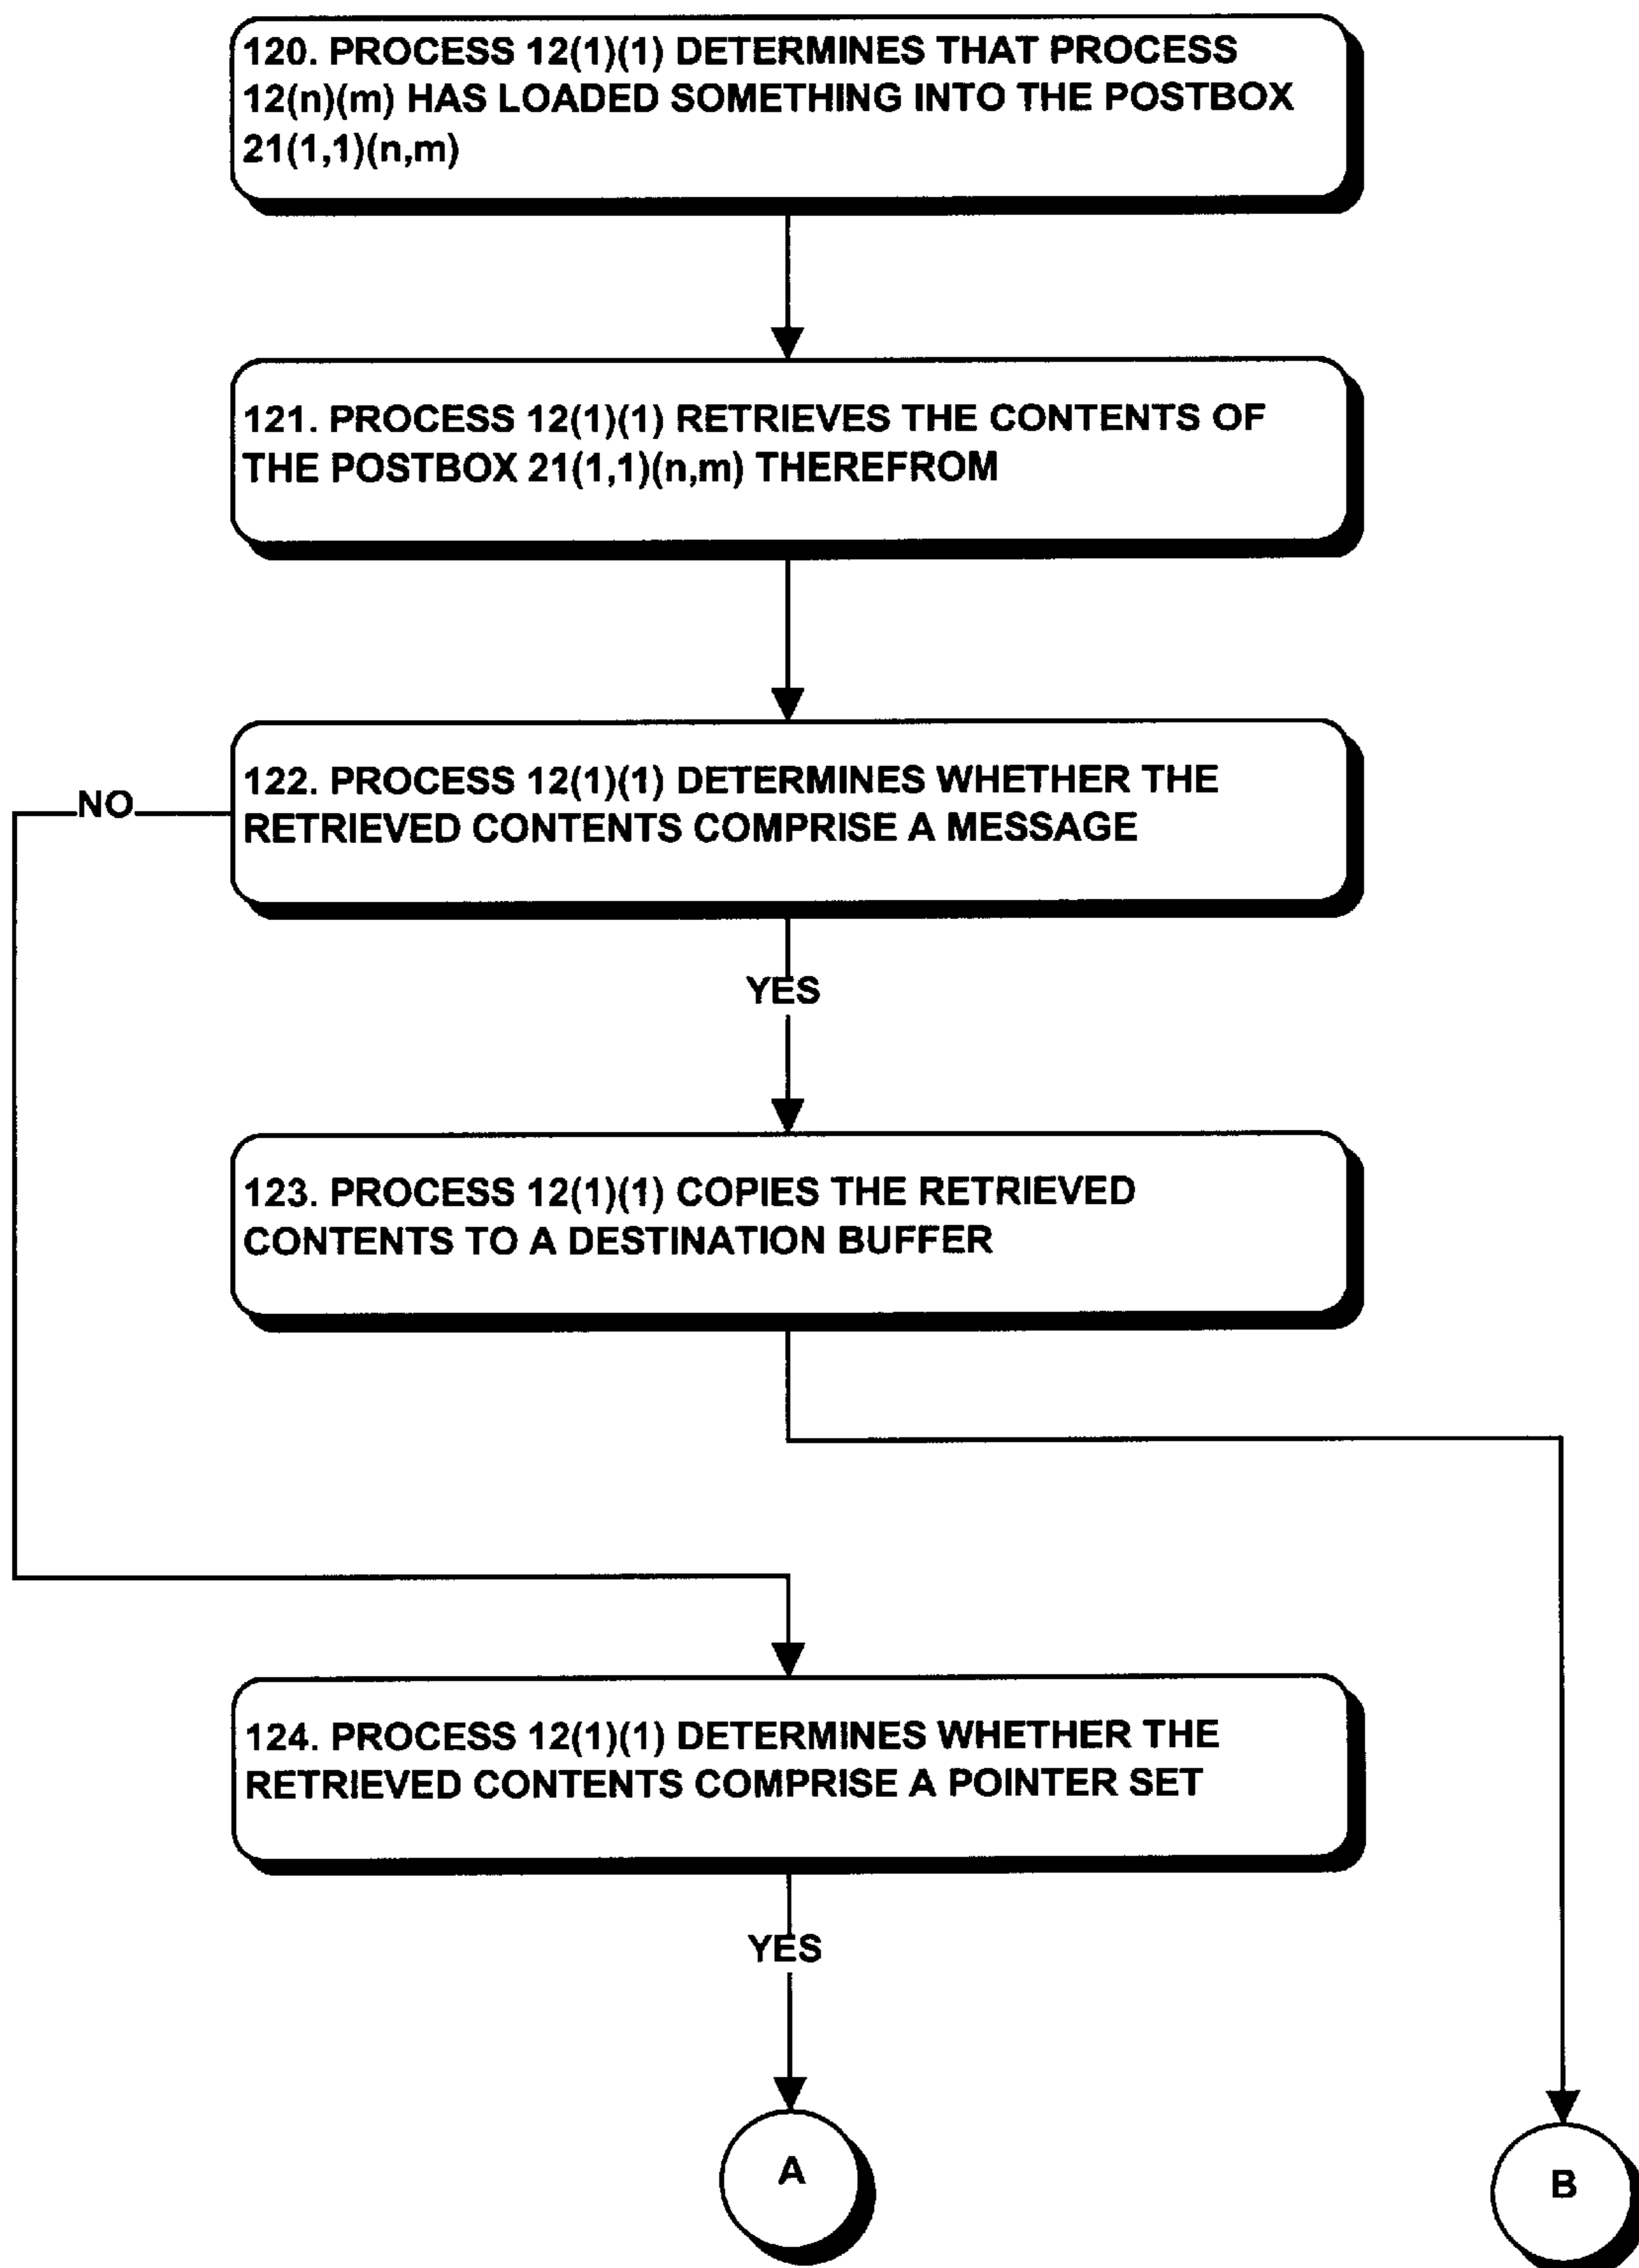 120. PROCESS 12(1)(1) DETERMINES THAT PROCESS
12(n)(m) HAS LOADED SOMETHING INTO THE POSTBOX
21(1,1)(n,m)
121. PROCESS 12(1)(1) RETRIEVES THE CONTENTS OF
THE POSTBOX 21(1,1)(n,m) THEREFROM
122. PROCESS 12(1)(1) DETERMINES WHETHER THE
RETRIEVED CONTENTS COMPRISE A MESSAGE
NO
YES
123. PROCESS 12(1)(1) COPIES THE RETRIEVED
CONTENTS TO A DESTINATION BUFFER
124. PROCESS 12(1)(1) DETERMINES WHETHER THE
RETRIEVED CONTENTS COMPRISE A POINTER SET
YES
A
B